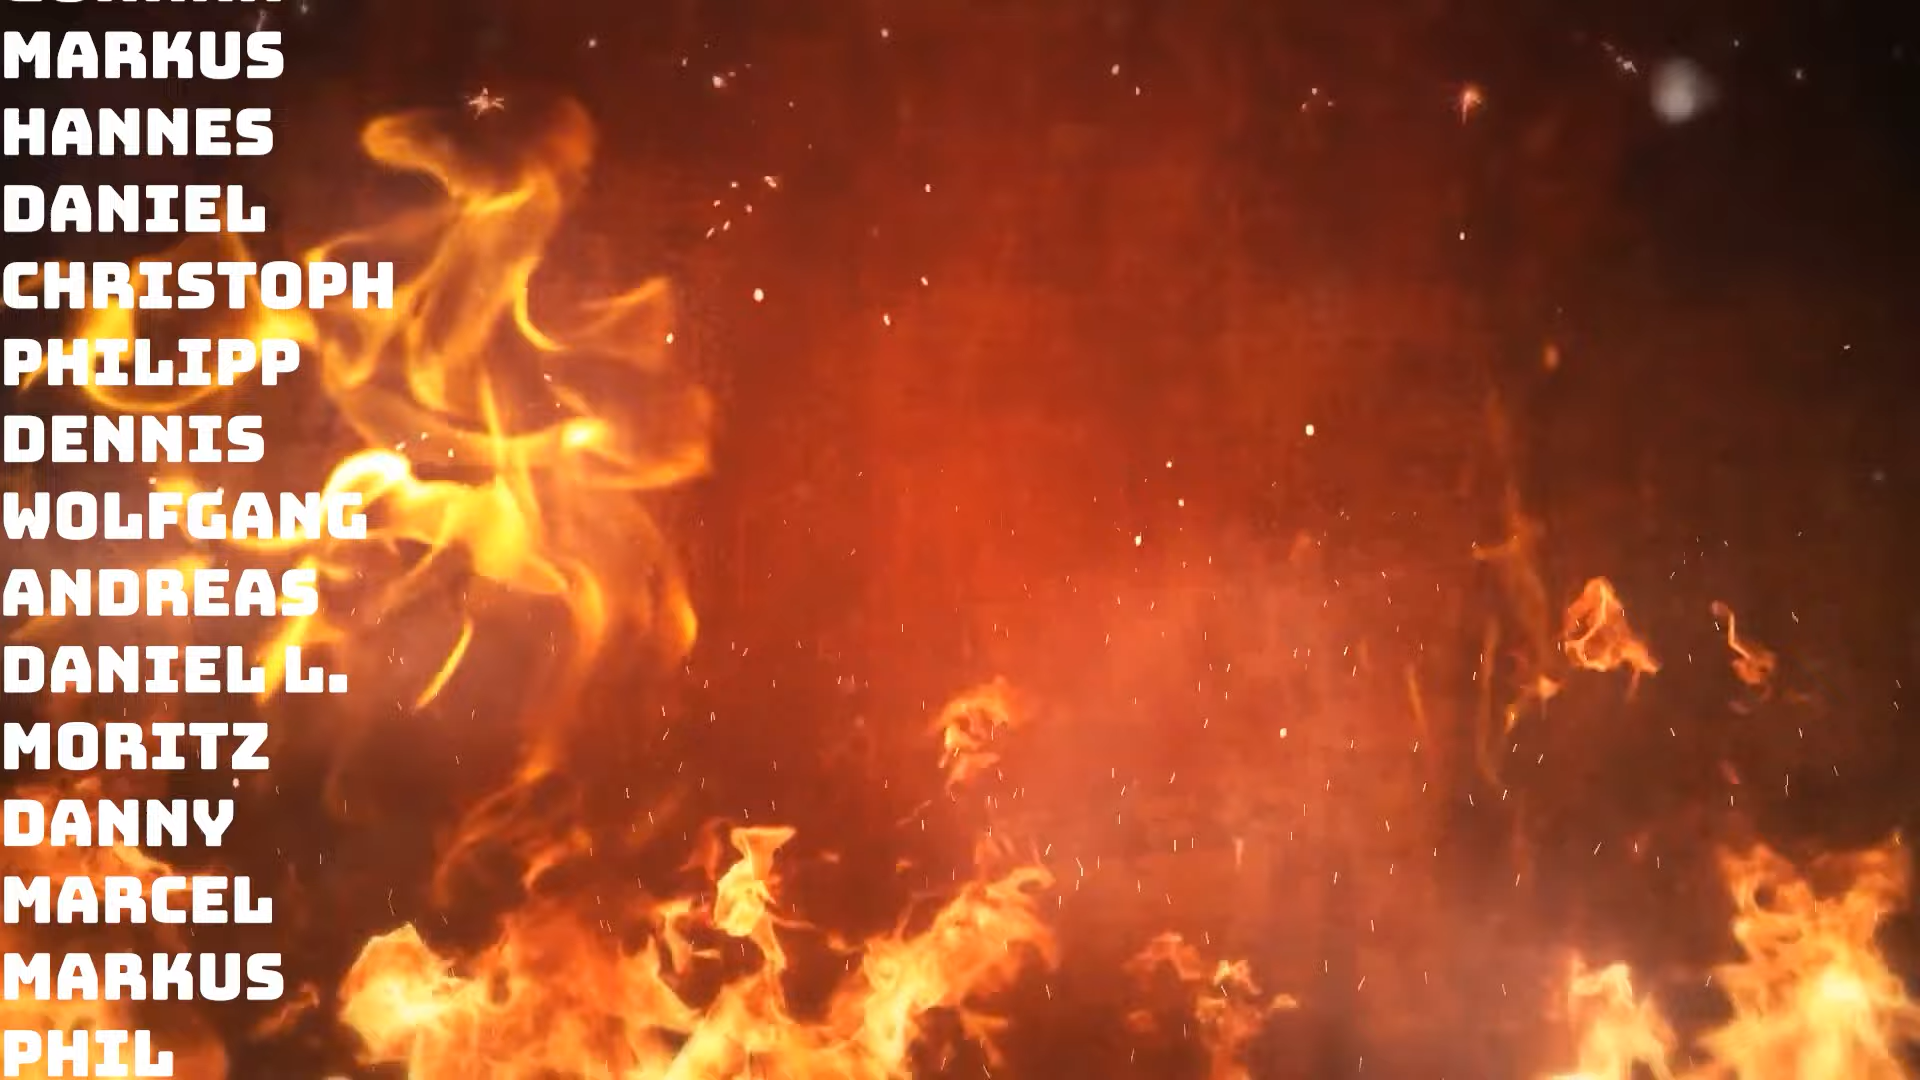 MARKUS
HANNES
DANIEL
CHRISTOPH
PHILIPP
DENNIS
WOLFGANG
ANDREAS
DANIEL L.
MORITZ
DANNY
MARCEL
MARKUS
PHIL